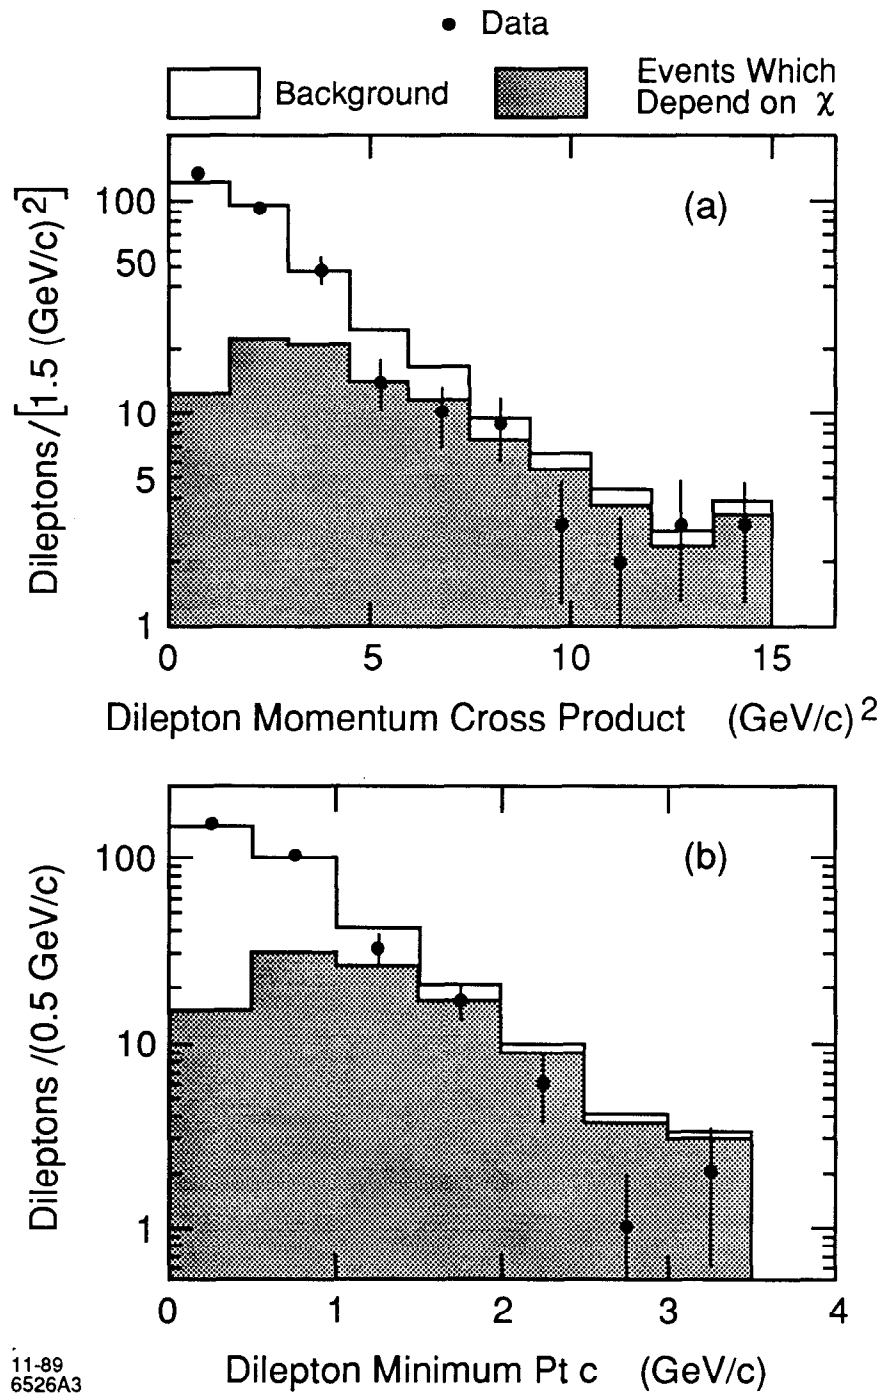 Data
Background
Events Which
Depend on χ
(a)
Dileptons/[1.5 (GeV/c)²]
100
50
10
5
1
0 5 10 15
Dilepton Momentum Cross Product (GeV/c)²
(b)
Dileptons /(0.5 GeV/c)
100
10
1
0 1 2 3 4
Dilepton Minimum Pt c (GeV/c)
11-89
6526A3